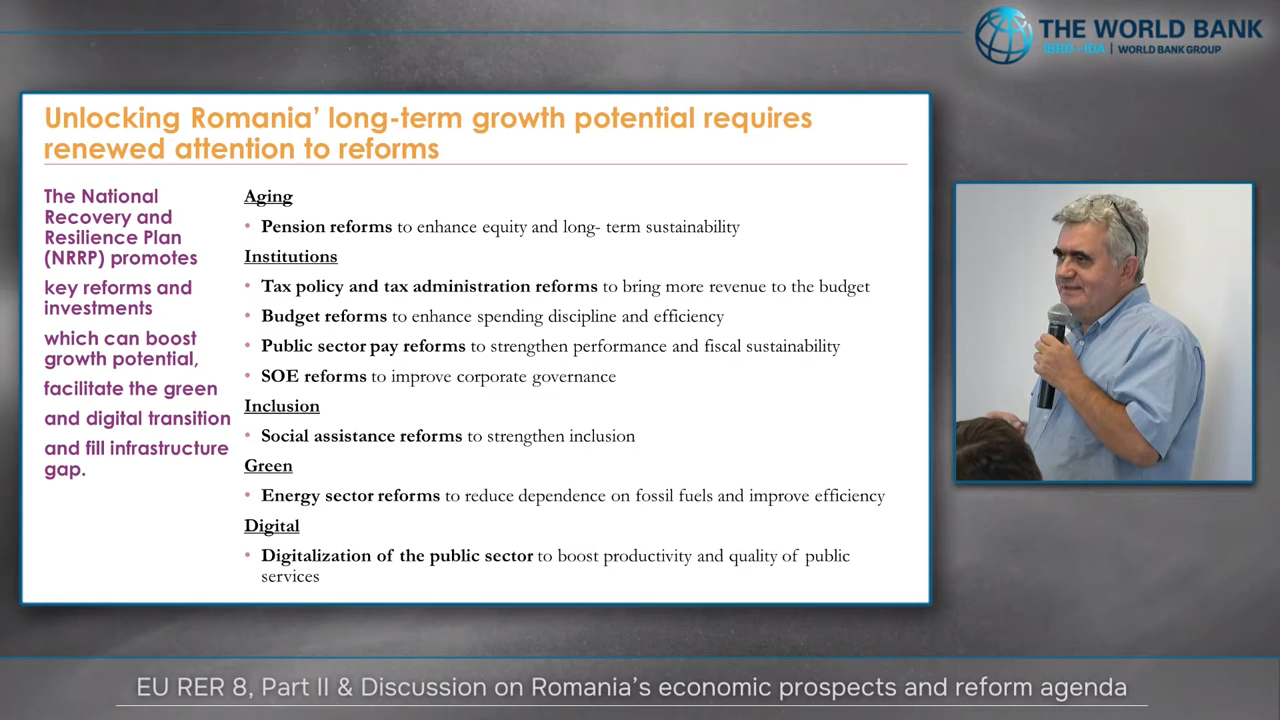 THE WORLD BANK
IBRD • IDA | WORLD BANK GROUP
Unlocking Romania’ long-term growth potential requires
renewed attention to reforms
The National
Recovery and
Resilience Plan
(NRRP) promotes
key reforms and
investments
which can boost
growth potential,
facilitate the green
and digital transition
and fill infrastructure
gap.
Aging
• Pension reforms to enhance equity and long- term sustainability
Institutions
• Tax policy and tax administration reforms to bring more revenue to the budget
• Budget reforms to enhance spending discipline and efficiency
• Public sector pay reforms to strengthen performance and fiscal sustainability
• SOE reforms to improve corporate governance
Inclusion
• Social assistance reforms to strengthen inclusion
Green
• Energy sector reforms to reduce dependence on fossil fuels and improve efficiency
Digital
• Digitalization of the public sector to boost productivity and quality of public
services
EU RER 8, Part II & Discussion on Romania’s economic prospects and reform agenda